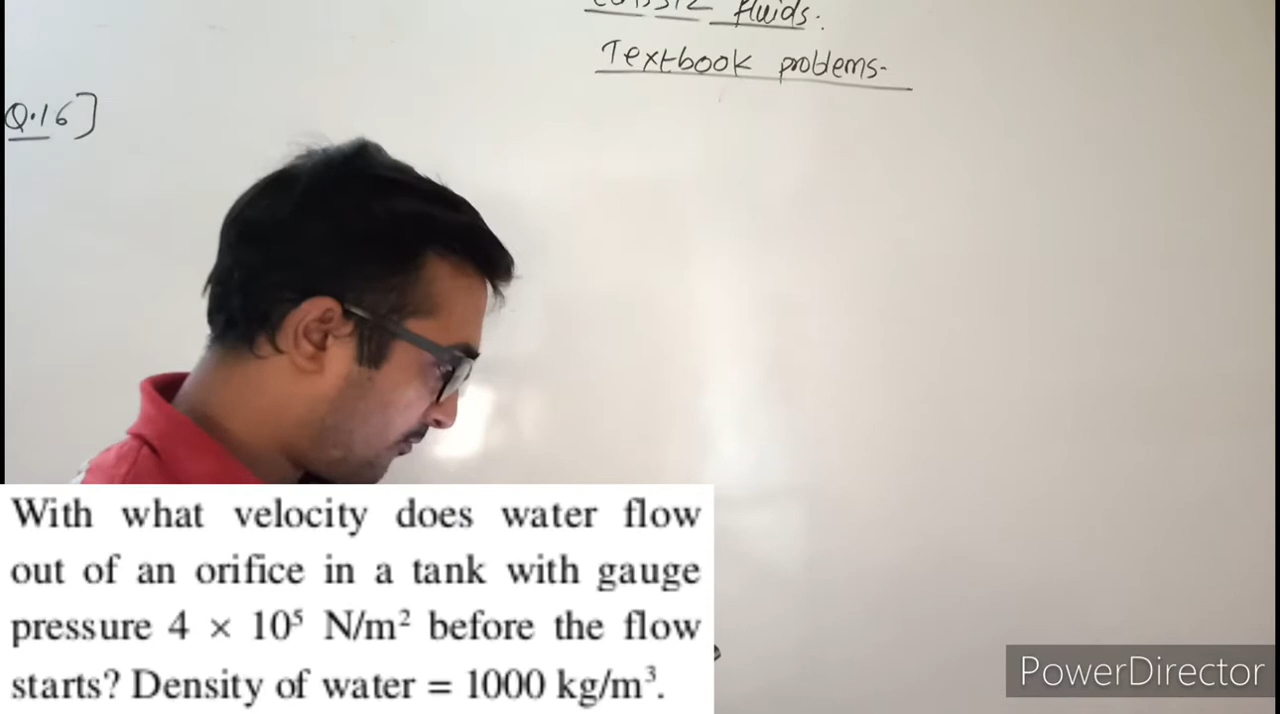 fluids.
Textbook problems.
Q.16]
With what velocity does water flow
out of an orifice in a tank with gauge
pressure 4 × 10⁵ N/m² before the flow
starts? Density of water = 1000 kg/m³.
PowerDirector